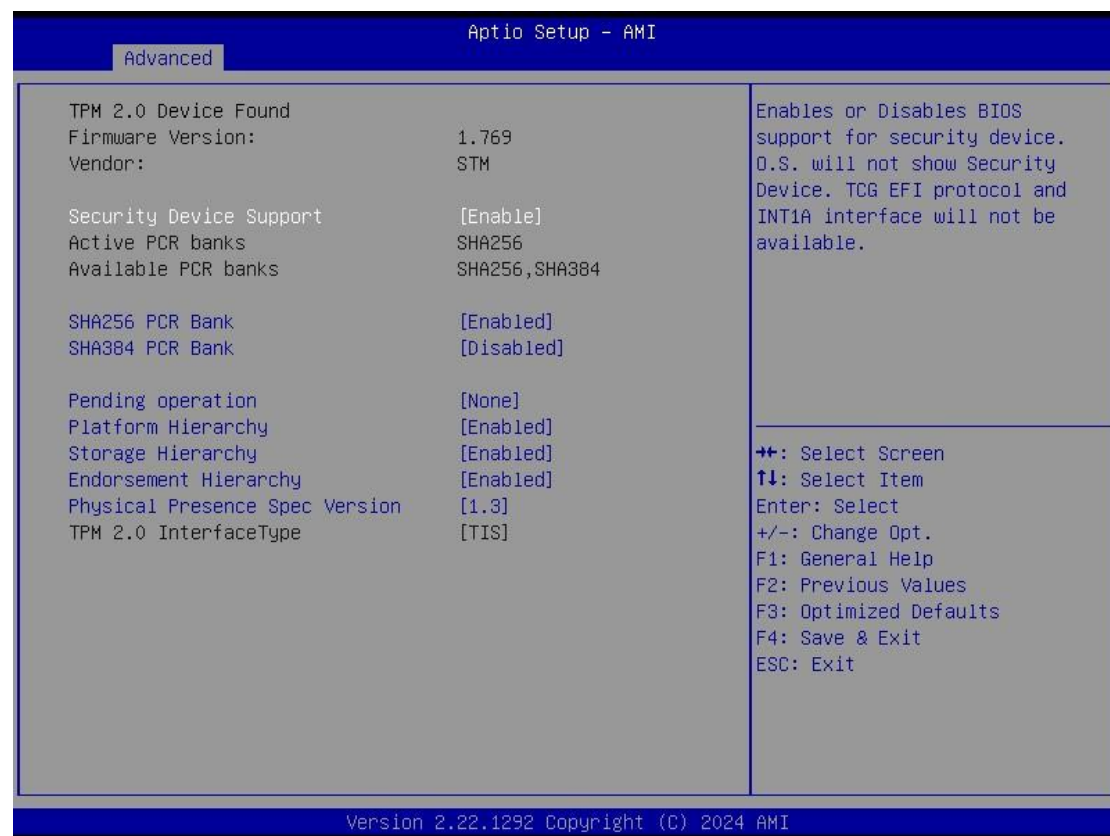 Aptio Setup – AMI
Advanced
TPM 2.0 Device Found
Firmware Version: 1.769
Vendor: STM
Security Device Support [Enable]
Active PCR banks SHA256
Available PCR banks SHA256,SHA384
SHA256 PCR Bank [Enabled]
SHA384 PCR Bank [Disabled]
Pending operation [None]
Platform Hierarchy [Enabled]
Storage Hierarchy [Enabled]
Endorsement Hierarchy [Enabled]
Physical Presence Spec Version [1.3]
TPM 2.0 InterfaceType [TIS]
Enables or Disables BIOS
support for security device.
O.S. will not show Security
Device. TCG EFI protocol and
INT1A interface will not be
available.
→←: Select Screen
↑↓: Select Item
Enter: Select
+/-: Change Opt.
F1: General Help
F2: Previous Values
F3: Optimized Defaults
F4: Save & Exit
ESC: Exit
Version 2.22.1292 Copyright (C) 2024 AMI